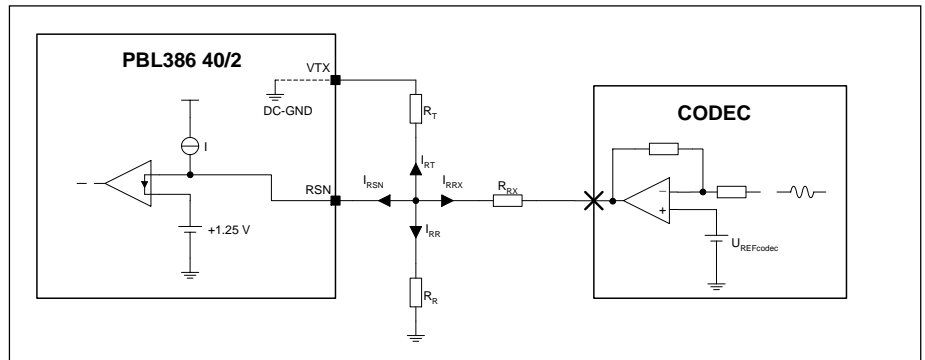 PBL386 40/2
VTX
DC-GND
R_T
CODEC
I
I_RT
RSN
I_RSN
I_RRX
R_RX
−
+
+1.25 V
I_RR
U_REFcodec
R_R